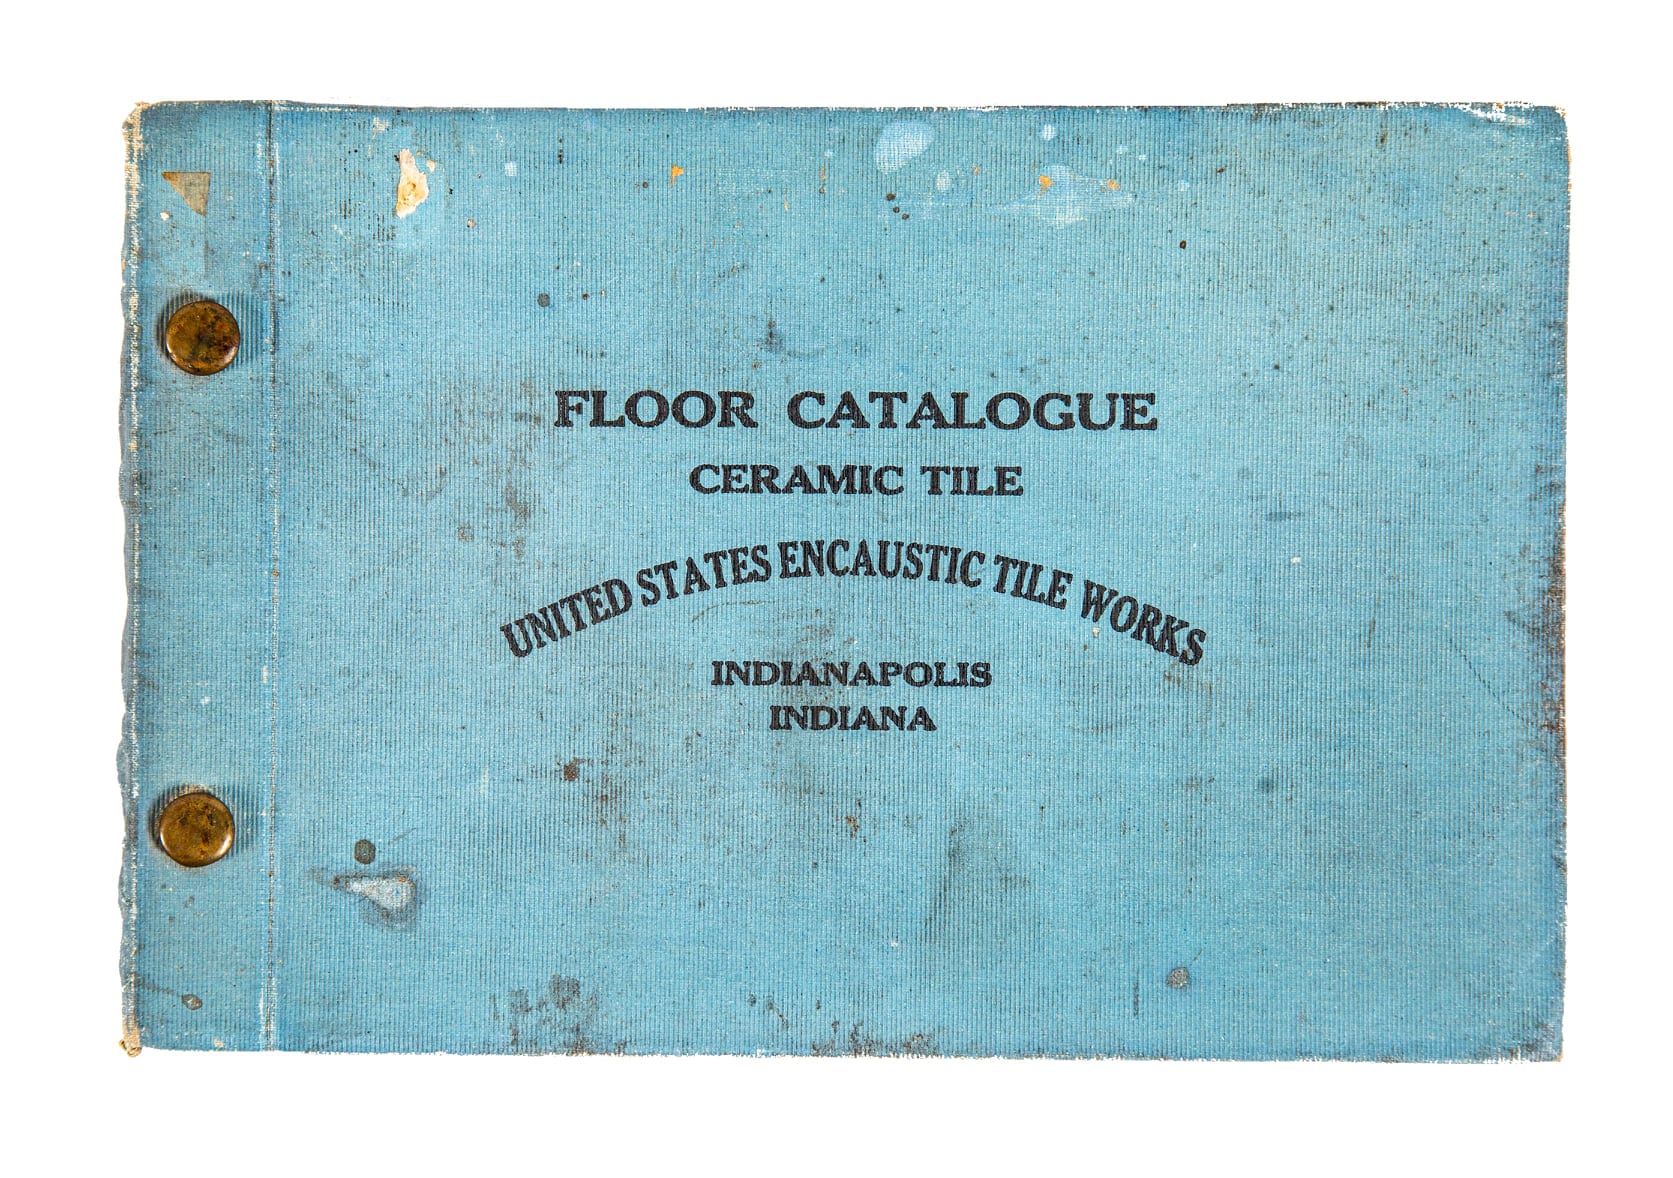 FLOOR CATALOGUE
CERAMIC TILE
UNITED STATES ENCAUSTIC TILE WORKS
INDIANAPOLIS
INDIANA